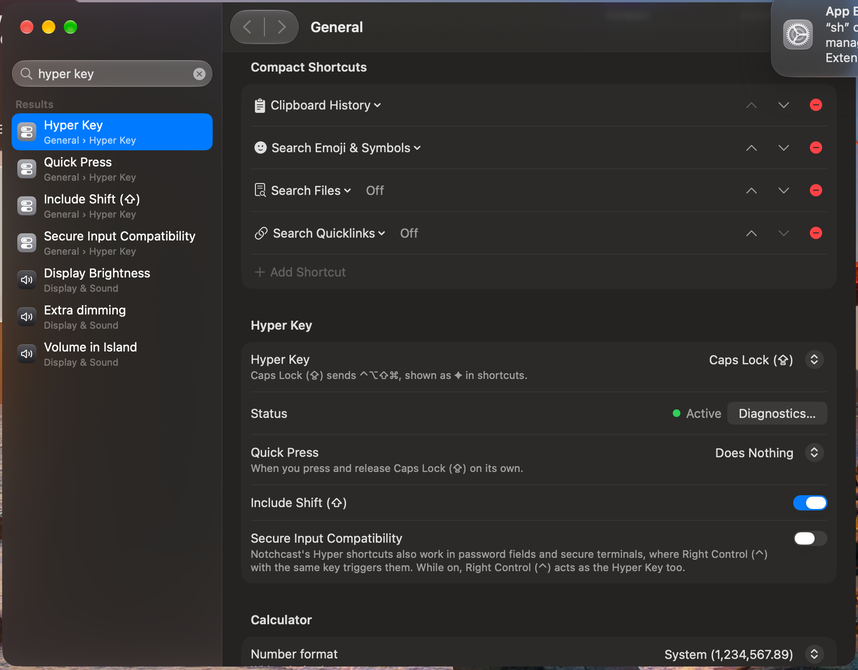 General
App
"sh"
hyper key
Results
Hyper Key
General › Hyper Key
Quick Press
General › Hyper Key
Include Shift (⇧)
General › Hyper Key
Secure Input Compatibility
General › Hyper Key
Display Brightness
Display & Sound
Extra dimming
Display & Sound
Volume in Island
Display & Sound
Compact Shortcuts
Clipboard History
Search Emoji & Symbols
Search Files Off
Search Quicklinks Off
+ Add Shortcut
Hyper Key
Hyper Key Caps Lock (⇪)
Caps Lock (⇪) sends ⌃⌥⇧⌘, shown as ✦ in shortcuts.
Status Active Diagnostics...
Quick Press Does Nothing
When you press and release Caps Lock (⇪) on its own.
Include Shift (⇧)
Secure Input Compatibility
Notchcast's Hyper shortcuts also work in password fields and secure terminals, where Right Control (⌃)
with the same key triggers them. While on, Right Control (⌃) acts as the Hyper Key too.
Calculator
Number format System (1,234,567.89)